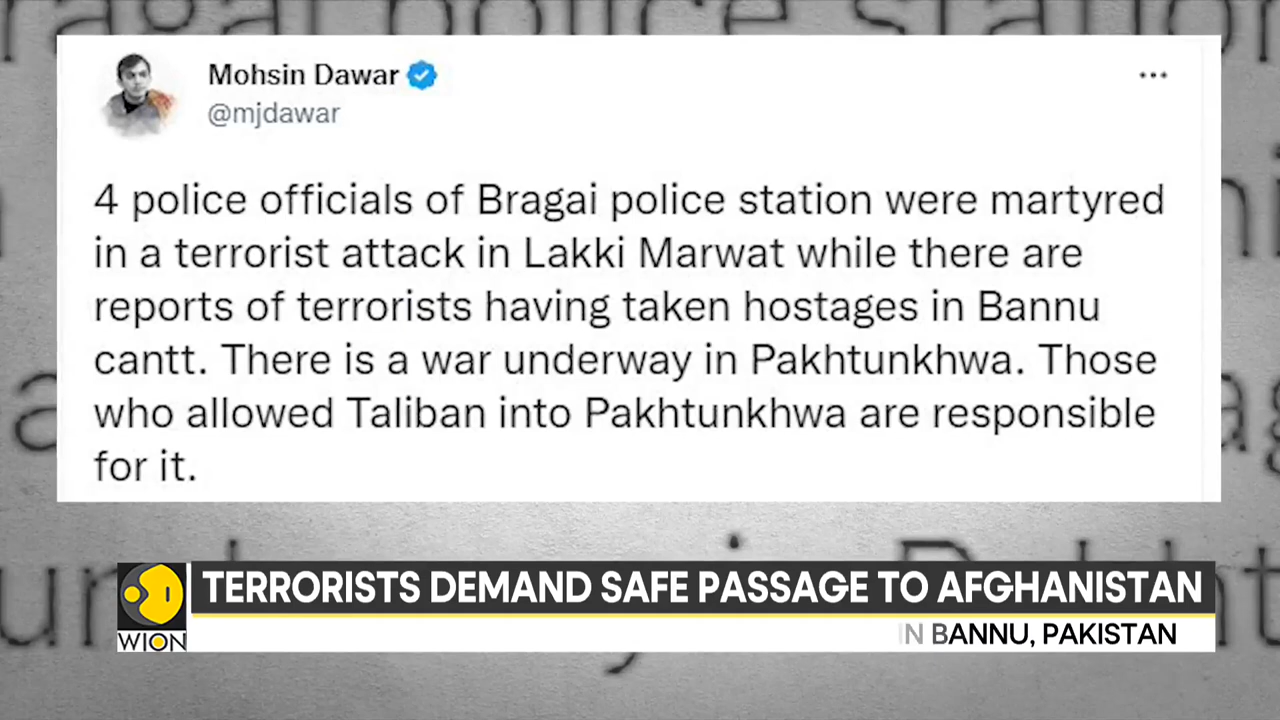 Mohsin Dawar
@mjdawar
4 police officials of Bragai police station were martyred
in a terrorist attack in Lakki Marwat while there are
reports of terrorists having taken hostages in Bannu
cantt. There is a war underway in Pakhtunkhwa. Those
who allowed Taliban into Pakhtunkhwa are responsible
for it.
TERRORISTS DEMAND SAFE PASSAGE TO AFGHANISTAN
IN BANNU, PAKISTAN
WION